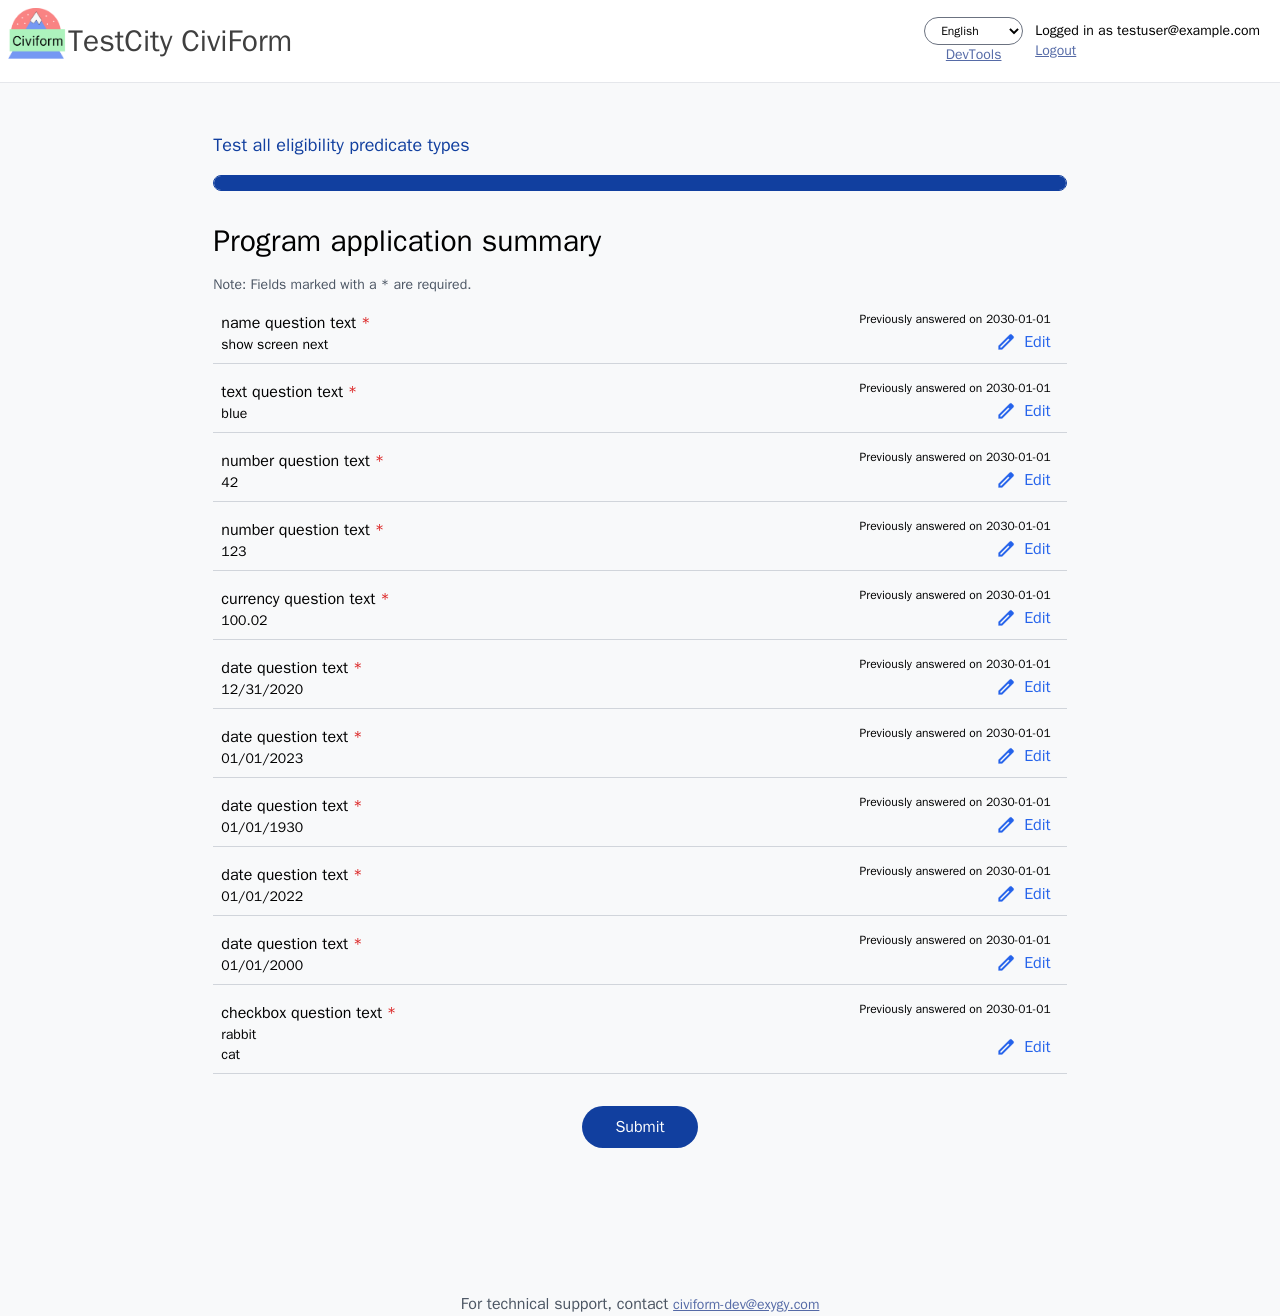 Civiform
TestCity CiviForm
English
DevTools
Logged in as testuser@example.com
Logout
Test all eligibility predicate types
Program application summary
Note: Fields marked with a * are required.
name question text *
show screen next
Previously answered on 2030-01-01
Edit
text question text *
blue
Previously answered on 2030-01-01
Edit
number question text *
42
Previously answered on 2030-01-01
Edit
number question text *
123
Previously answered on 2030-01-01
Edit
currency question text *
100.02
Previously answered on 2030-01-01
Edit
date question text *
12/31/2020
Previously answered on 2030-01-01
Edit
date question text *
01/01/2023
Previously answered on 2030-01-01
Edit
date question text *
01/01/1930
Previously answered on 2030-01-01
Edit
date question text *
01/01/2022
Previously answered on 2030-01-01
Edit
date question text *
01/01/2000
Previously answered on 2030-01-01
Edit
checkbox question text *
rabbit
cat
Previously answered on 2030-01-01
Edit
Submit
For technical support, contact civiform-dev@exygy.com